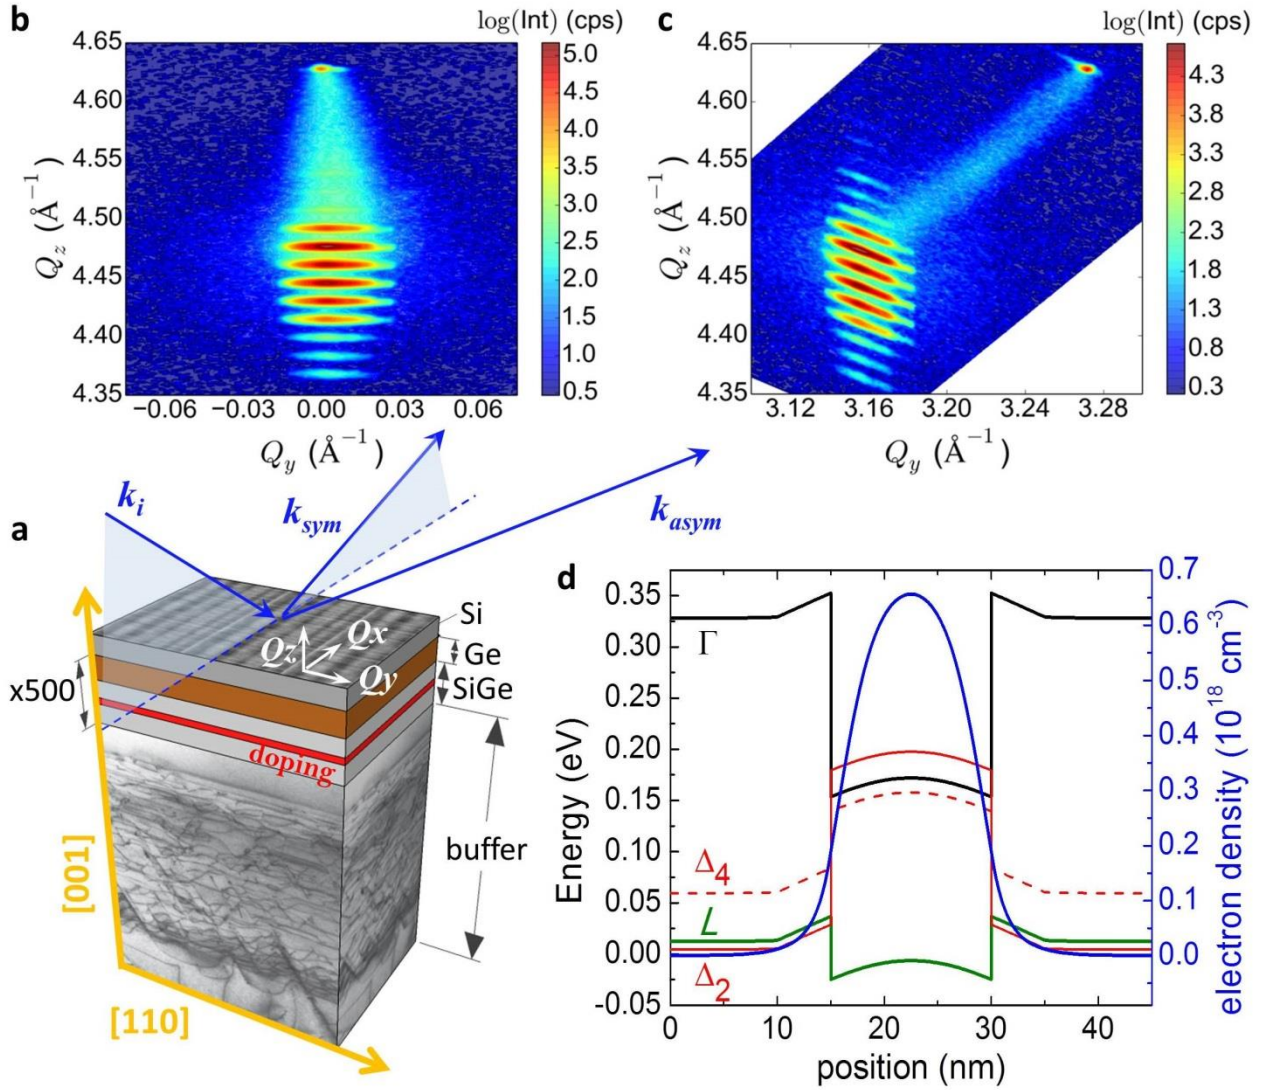 b
log(Int) (cps)
4.65
4.60
4.55
4.50
4.45
4.40
4.35
Q_z (Å⁻¹)
−0.06 −0.03 0.00 0.03 0.06
Q_y (Å⁻¹)
5.0
4.5
4.0
3.5
3.0
2.5
2.0
1.5
1.0
0.5
c
log(Int) (cps)
4.65
4.60
4.55
4.50
4.45
4.40
4.35
Q_z (Å⁻¹)
3.12 3.16 3.20 3.24 3.28
Q_y (Å⁻¹)
4.3
3.8
3.3
2.8
2.4
1.8
1.3
0.8
0.3
a
k_i
k_sym
k_asym
Si
Ge
SiGe
Qz
Qx
Qy
x500
doping
buffer
[001]
[110]
d
0.35
0.30
0.25
0.20
0.15
0.10
0.05
0.00
-0.05
Energy (eV)
Γ
Δ₄
L
Δ₂
0 10 20 30 40
position (nm)
0.7
0.6
0.5
0.4
0.3
0.2
0.1
0.0
electron density (10¹⁸ cm⁻³)